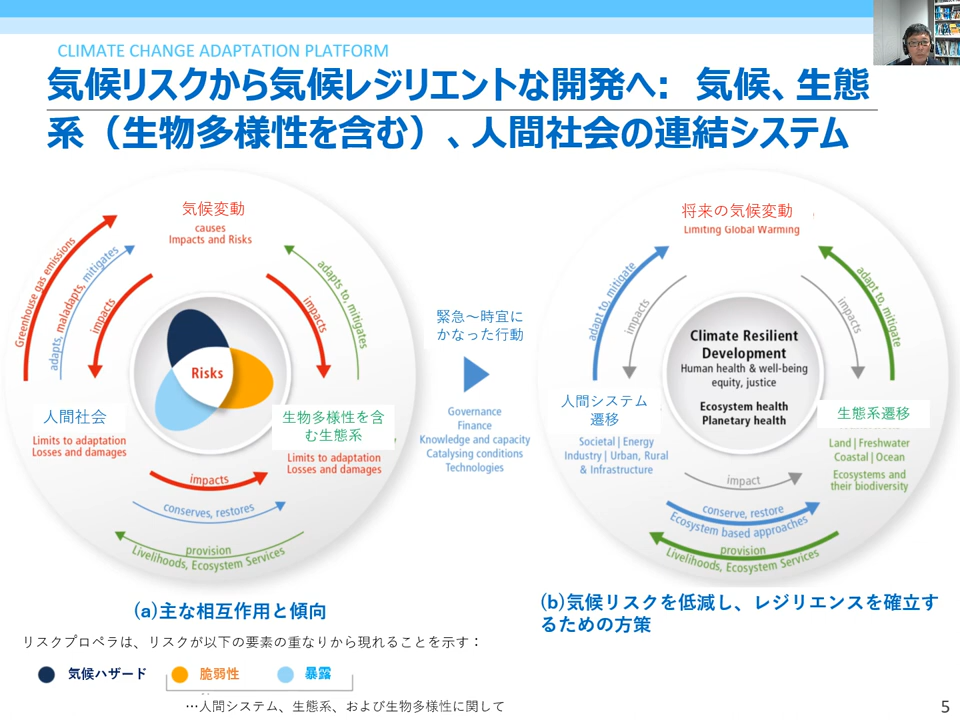 CLIMATE CHANGE ADAPTATION PLATFORM
気候リスクから気候レジリエントな開発へ: 気候、生態
系（生物多様性を含む）、人間社会の連結システム
気候変動
causes
Impacts and Risks
Greenhouse gas emissions
adapts, maladapts, mitigates
impacts
impacts
adapts to, mitigates
Risks
人間社会
Limits to adaptation
Losses and damages
生物多様性を含
む生態系
Limits to adaptation
Losses and damages
impacts
conserves, restores
provision
Livelihoods, Ecosystem Services
(a)主な相互作用と傾向
緊急～時宜に
かなった行動
Governance
Finance
Knowledge and capacity
Catalysing conditions
Technologies
将来の気候変動
Limiting Global Warming
adapt to, mitigate
impacts
impacts
adapt to, mitigate
Climate Resilient
Development
Human health & well-being
equity, justice
Ecosystem health
Planetary health
人間システム
遷移
Societal | Energy
Industry | Urban, Rural
& Infrastructure
生態系遷移
Land | Freshwater
Coastal | Ocean
Ecosystems and
their biodiversity
impact
conserve, restore
Ecosystem based approaches
provision
Livelihoods, Ecosystem Services
(b)気候リスクを低減し、レジリエンスを確立す
るための方策
リスクプロペラは、リスクが以下の要素の重なりから現れることを示す：
気候ハザード 脆弱性 暴露
…人間システム、生態系、および生物多様性に関して
5